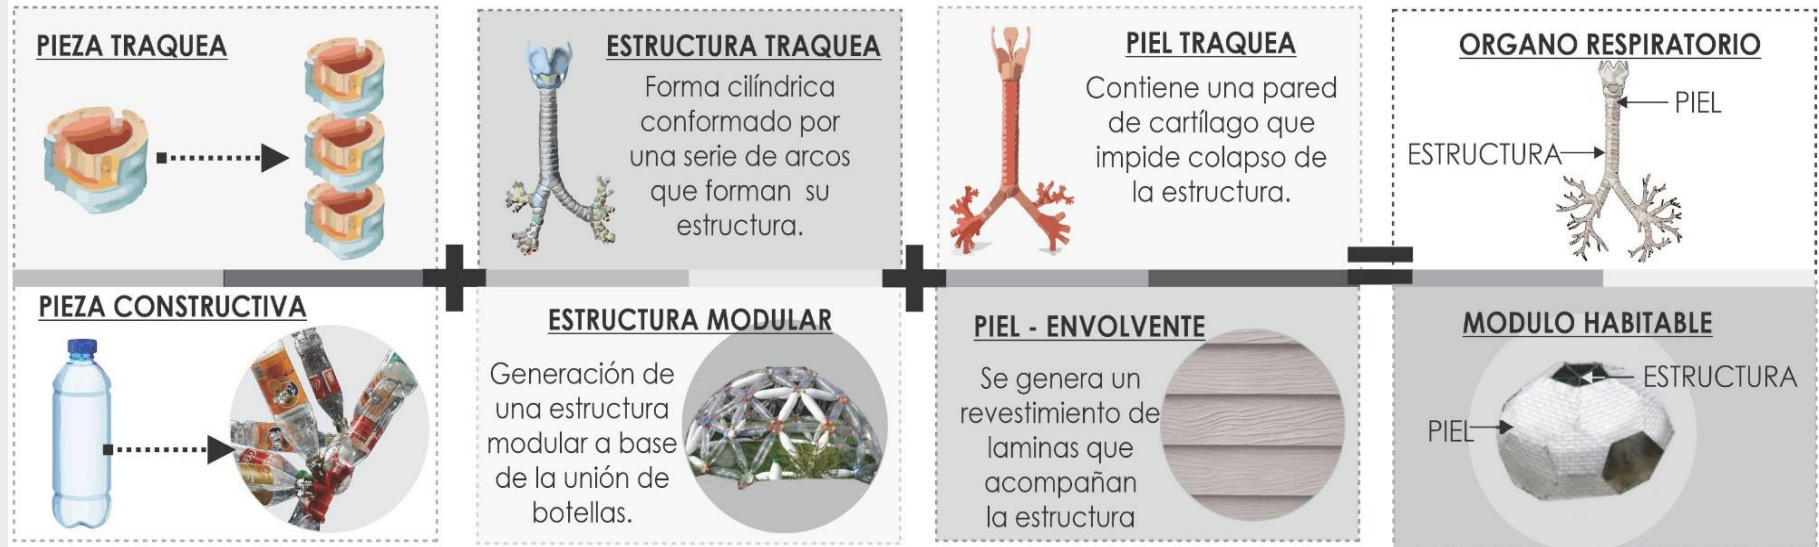 PIEZA TRAQUEA
ESTRUCTURA TRAQUEA
Forma cilíndrica
conformado por
una serie de arcos
que forman su
estructura.
PIEL TRAQUEA
Contiene una pared
de cartílago que
impide colapso de
la estructura.
ORGANO RESPIRATORIO
PIEL
ESTRUCTURA
+
+
=
PIEZA CONSTRUCTIVA
ESTRUCTURA MODULAR
Generación de
una estructura
modular a base
de la unión de
botellas.
PIEL - ENVOLVENTE
Se genera un
revestimiento de
laminas que
acompañan
la estructura
MODULO HABITABLE
ESTRUCTURA
PIEL